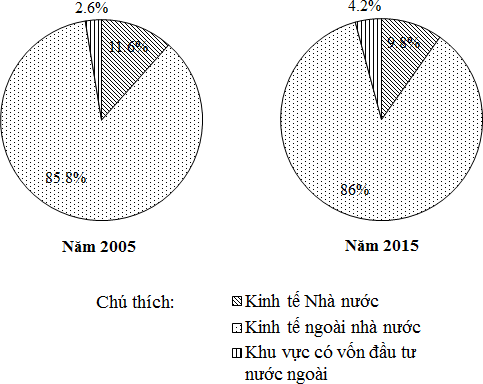 2.6%
11.6%
85.8%
Năm 2005
4.2%
9.8%
86%
Năm 2015
Chú thích:
Kinh tế Nhà nước
Kinh tế ngoài nhà nước
Khu vực có vốn đầu tư
nước ngoài